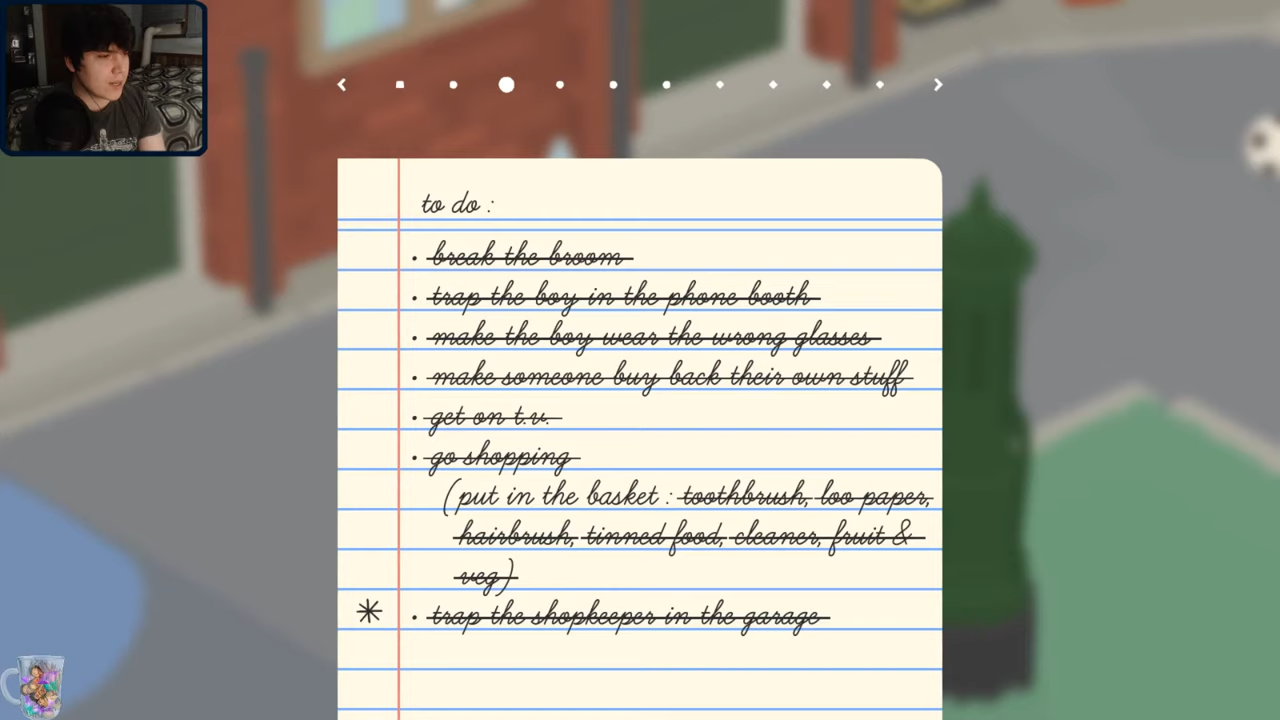 to do :
• break the broom
• trap the boy in the phone booth
• make the boy wear the wrong glasses
• make someone buy back their own stuff
• get on t.v.
• go shopping
(put in the basket : toothbrush, loo paper,
hairbrush, tinned food, cleaner, fruit &
veg)
• trap the shopkeeper in the garage